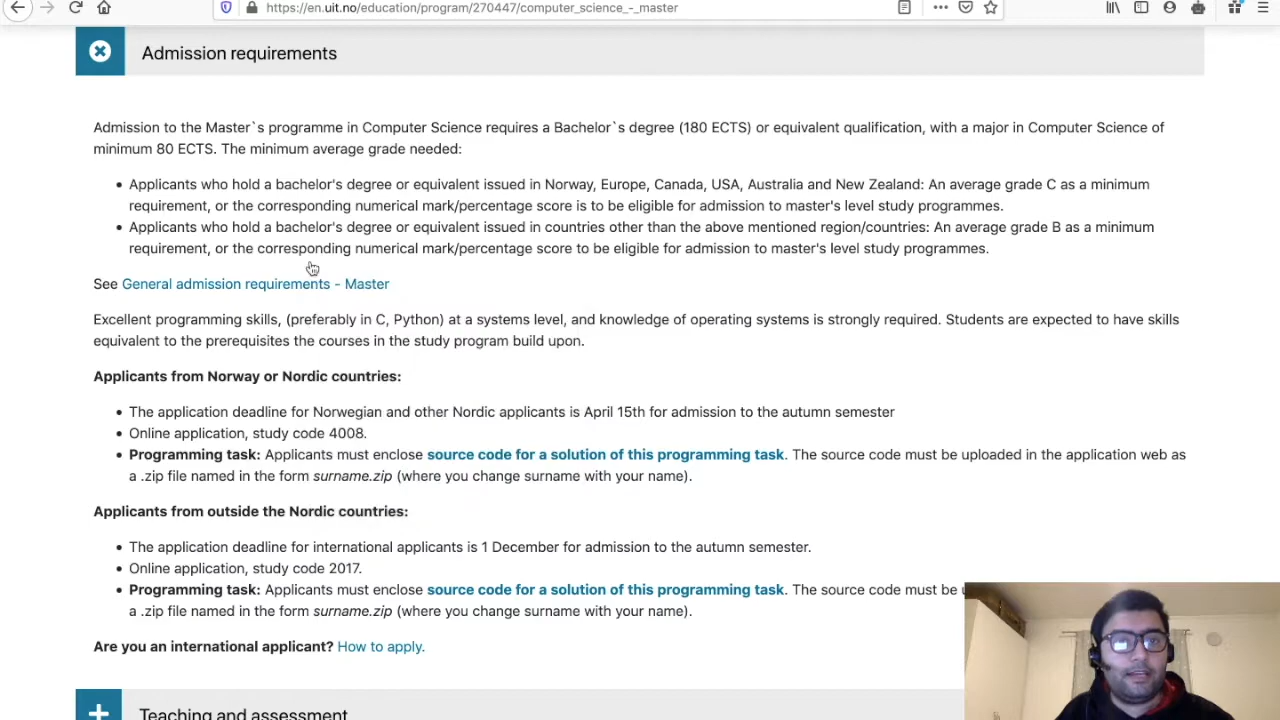 https://en.uit.no/education/program/270447/computer_science_-_master
Admission requirements
Admission to the Master`s programme in Computer Science requires a Bachelor`s degree (180 ECTS) or equivalent qualification, with a major in Computer Science of
minimum 80 ECTS. The minimum average grade needed:
• Applicants who hold a bachelor's degree or equivalent issued in Norway, Europe, Canada, USA, Australia and New Zealand: An average grade C as a minimum
requirement, or the corresponding numerical mark/percentage score is to be eligible for admission to master's level study programmes.
• Applicants who hold a bachelor's degree or equivalent issued in countries other than the above mentioned region/countries: An average grade B as a minimum
requirement, or the corresponding numerical mark/percentage score to be eligible for admission to master's level study programmes.
See General admission requirements - Master
Excellent programming skills, (preferably in C, Python) at a systems level, and knowledge of operating systems is strongly required. Students are expected to have skills
equivalent to the prerequisites the courses in the study program build upon.
Applicants from Norway or Nordic countries:
• The application deadline for Norwegian and other Nordic applicants is April 15th for admission to the autumn semester
• Online application, study code 4008.
• Programming task: Applicants must enclose source code for a solution of this programming task. The source code must be uploaded in the application web as
a .zip file named in the form surname.zip (where you change surname with your name).
Applicants from outside the Nordic countries:
• The application deadline for international applicants is 1 December for admission to the autumn semester.
• Online application, study code 2017.
• Programming task: Applicants must enclose source code for a solution of this programming task. The source code must be
a .zip file named in the form surname.zip (where you change surname with your name).
Are you an international applicant? How to apply.
Teaching and assessment